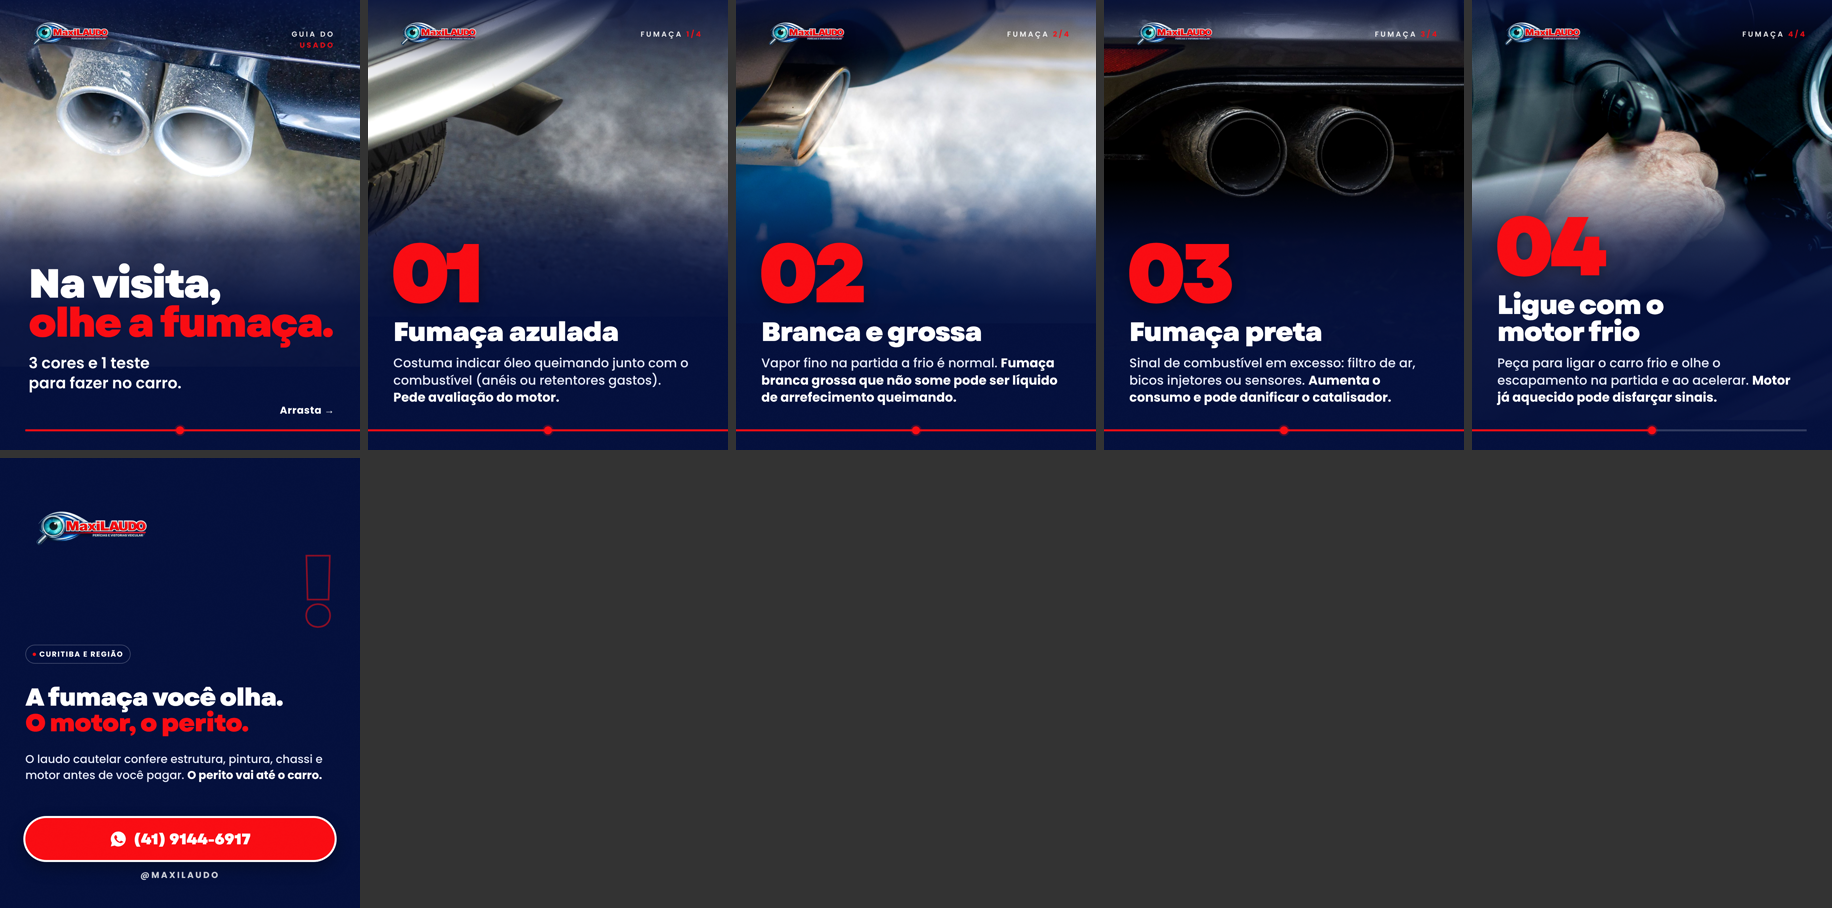 MaxiLAUDO
GUIA DO
USADO
Na visita,
olhe a fumaça.
3 cores e 1 teste
para fazer no carro.
Arrasta →
MaxiLAUDO
FUMAÇA 1/4
01
Fumaça azulada
Costuma indicar óleo queimando junto com o
combustível (anéis ou retentores gastos).
Pede avaliação do motor.
MaxiLAUDO
FUMAÇA 2/4
02
Branca e grossa
Vapor fino na partida a frio é normal. Fumaça
branca grossa que não some pode ser líquido
de arrefecimento queimando.
MaxiLAUDO
FUMAÇA 3/4
03
Fumaça preta
Sinal de combustível em excesso: filtro de ar,
bicos injetores ou sensores. Aumenta o
consumo e pode danificar o catalisador.
MaxiLAUDO
FUMAÇA 4/4
04
Ligue com o
motor frio
Peça para ligar o carro frio e olhe o
escapamento na partida e ao acelerar. Motor
já aquecido pode disfarçar sinais.
MaxiLAUDO
!
CURITIBA E REGIÃO
A fumaça você olha.
O motor, o perito.
O laudo cautelar confere estrutura, pintura, chassi e
motor antes de você pagar. O perito vai até o carro.
(41) 9144-6917
@MAXILAUDO